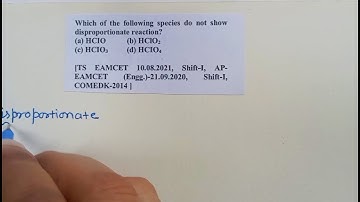 Which of the following species do not show
disproportionate reaction?
(a) HClO (b) HClO₂
(c) HClO₃ (d) HClO₄
[TS EAMCET 10.08.2021, Shift-I, AP-
EAMCET (Engg.)-21.09.2020, Shift-I,
COMEDK-2014 ]
isproportionate